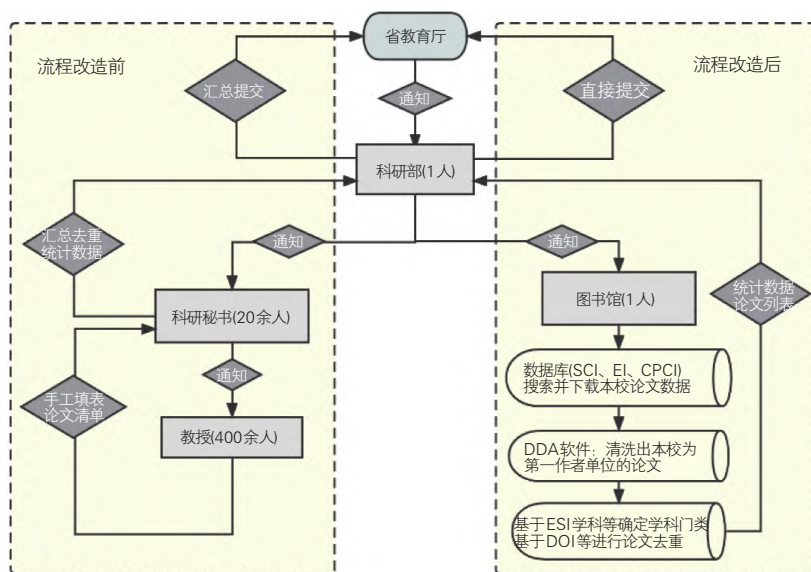 省教育厅
流程改造前
流程改造后
汇总提交
通知
直接提交
科研部(1人)
汇总去重
统计数据
通知
通知
科研秘书(20余人)
图书馆(1人)
统计数据
论文列表
通知
手工填表
论文清单
数据库(SCI、EI、CPCI)
搜索并下载本校论文数据
教授(400余人)
DDA软件：清洗出本校为
第一作者单位的论文
基于ESI学科等确定学科门类
基于DOI等进行论文去重